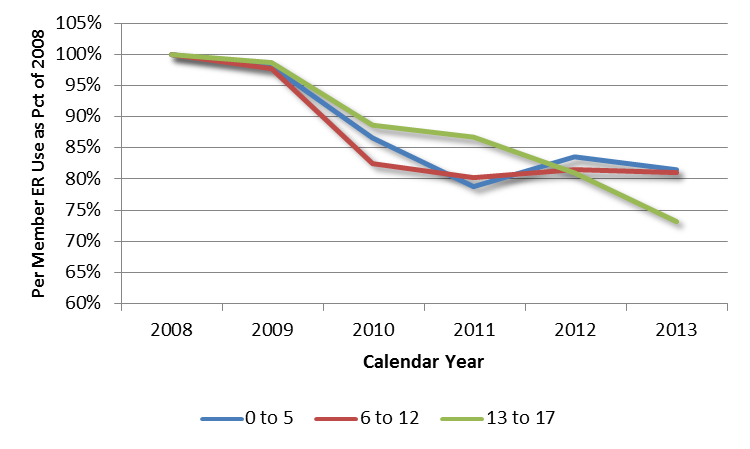 Per Member ER Use as Pct of 2008
105%
100%
95%
90%
85%
80%
75%
70%
65%
60%
2008 2009 2010 2011 2012 2013
Calendar Year
0 to 5 6 to 12 13 to 17